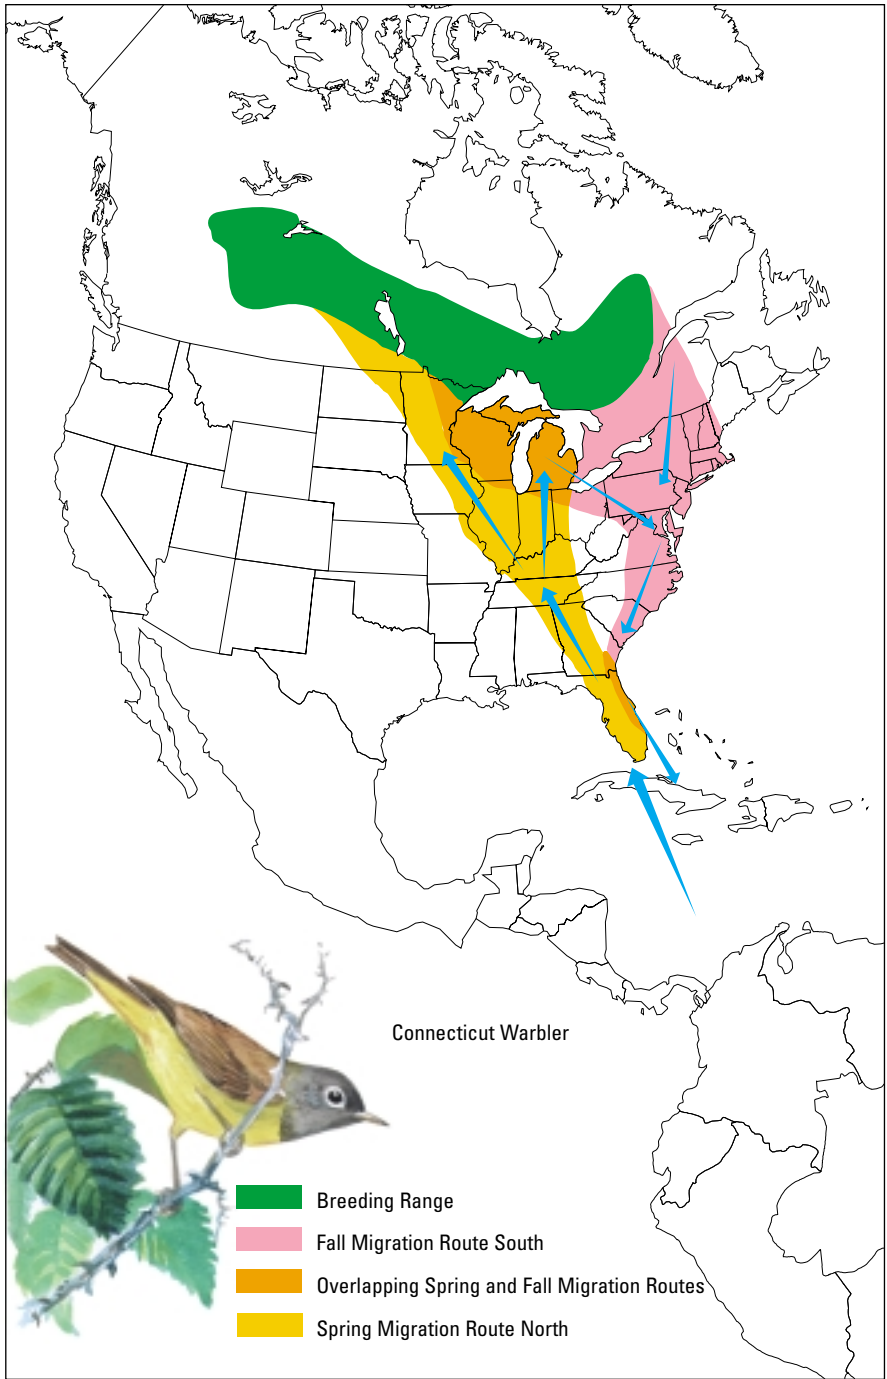 Connecticut Warbler
Breeding Range
Fall Migration Route South
Overlapping Spring and Fall Migration Routes
Spring Migration Route North